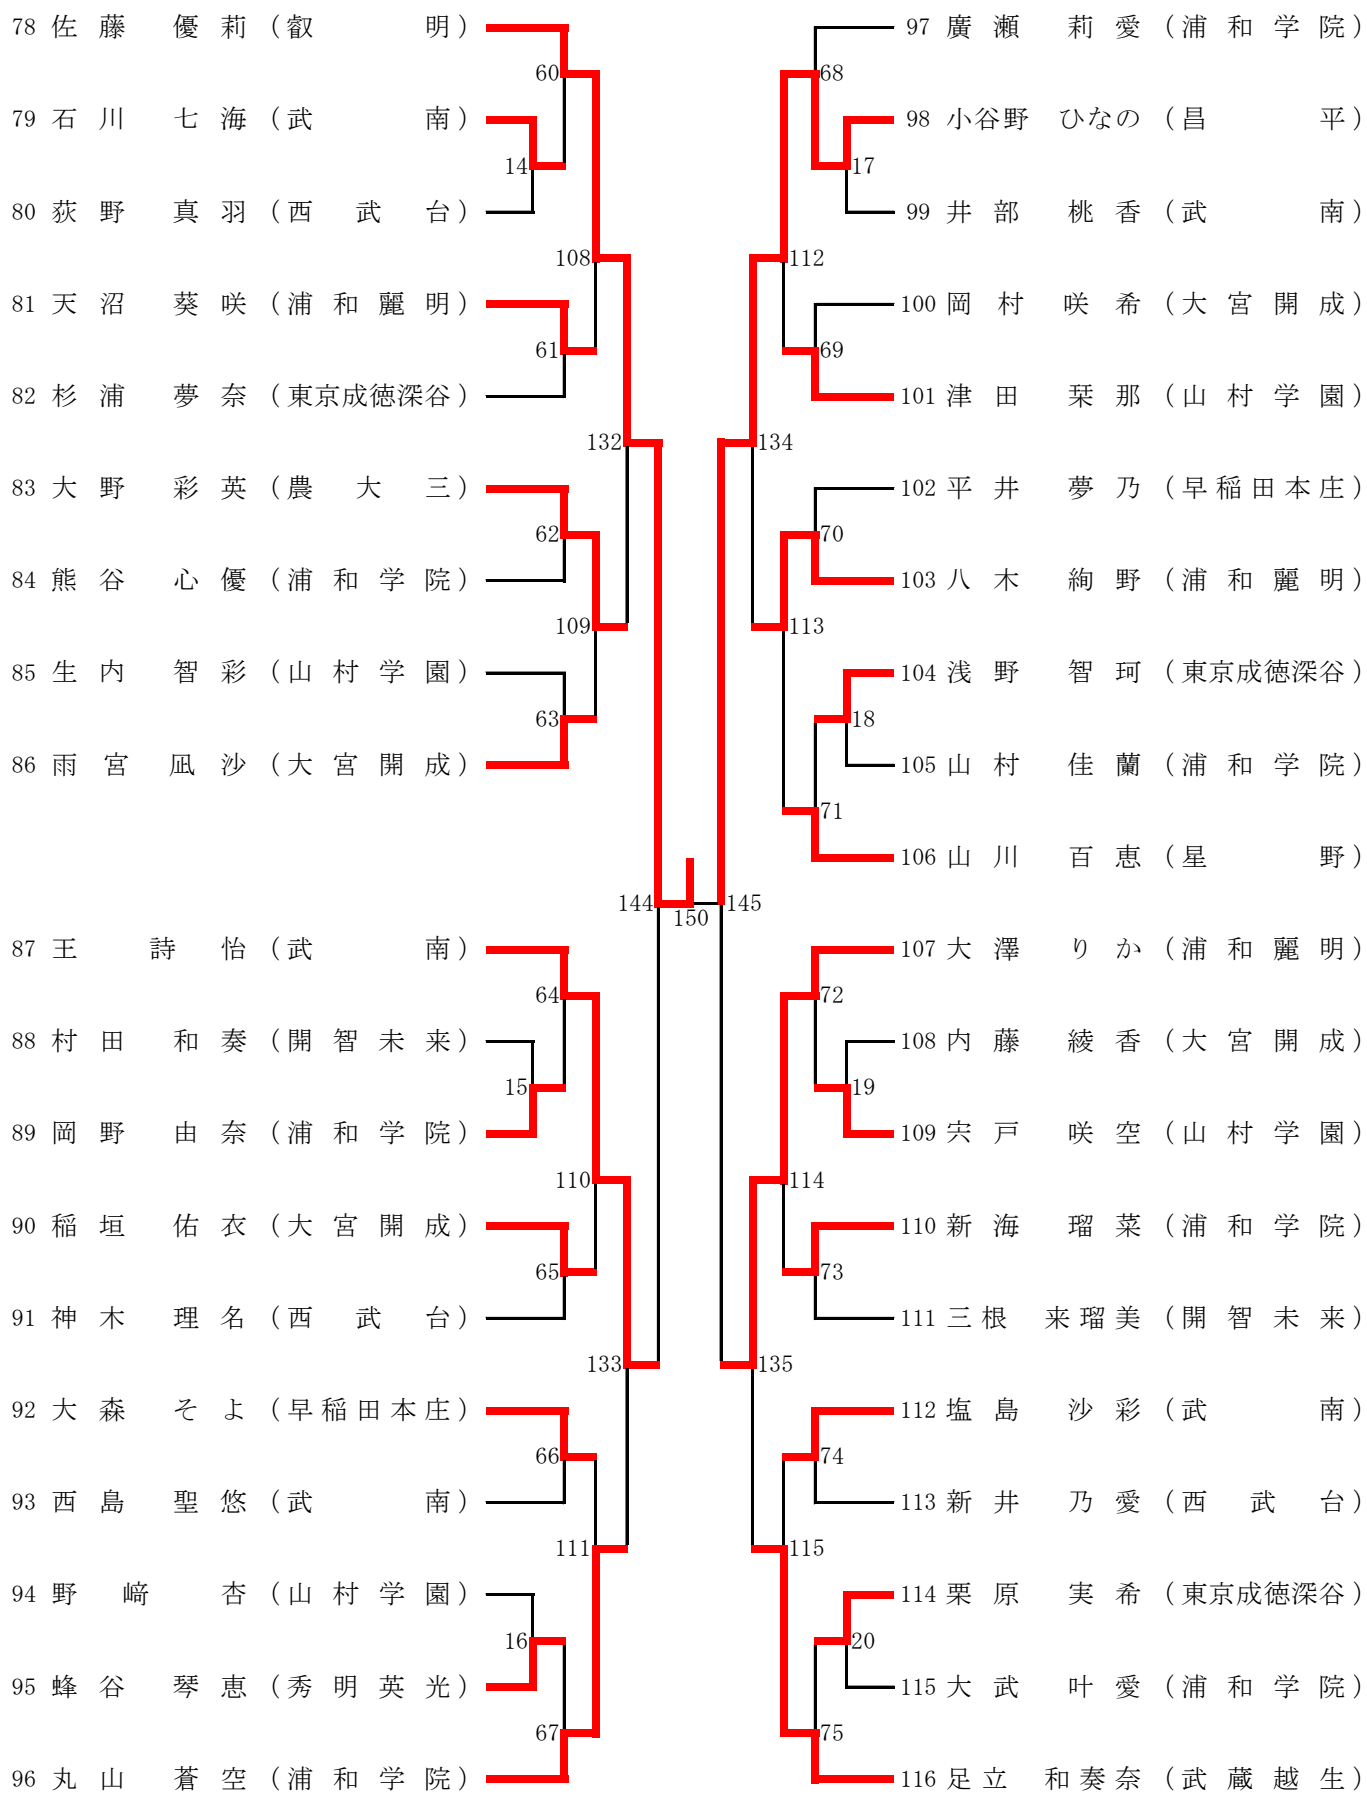 78 佐藤 優莉（叡明）
60
79 石川 七海（武南）
14
80 荻野 真羽（西武台）
108
81 天沼 葵咲（浦和麗明）
61
82 杉浦 夢奈（東京成徳深谷）
132
83 大野 彩英（農大三）
62
84 熊谷 心優（浦和学院）
109
85 生内 智彩（山村学園）
63
86 雨宮 凪沙（大宮開成）
144
87 王 詩怡（武南）
64
88 村田 和奏（開智未来）
15
89 岡野 由奈（浦和学院）
110
90 稲垣 佑衣（大宮開成）
65
91 神木 理名（西武台）
133
92 大森 そよ（早稲田本庄）
66
93 西島 聖悠（武南）
111
94 野﨑 杏（山村学園）
16
95 蜂谷 琴恵（秀明英光）
67
96 丸山 蒼空（浦和学院）
150
97 廣瀬 莉愛（浦和学院）
68
98 小谷野 ひなの（昌平）
17
99 井部 桃香（武南）
112
100 岡村 咲希（大宮開成）
69
101 津田 栞那（山村学園）
134
102 平井 夢乃（早稲田本庄）
70
103 八木 絢野（浦和麗明）
113
104 浅野 智珂（東京成徳深谷）
18
105 山村 佳蘭（浦和学院）
71
106 山川 百恵（星野）
145
107 大澤 りか（浦和麗明）
72
108 内藤 綾香（大宮開成）
19
109 宍戸 咲空（山村学園）
114
110 新海 瑠菜（浦和学院）
73
111 三根 来瑠美（開智未来）
135
112 塩島 沙彩（武南）
74
113 新井 乃愛（西武台）
115
114 栗原 実希（東京成徳深谷）
20
115 大武 叶愛（浦和学院）
75
116 足立 和奏奈（武蔵越生）